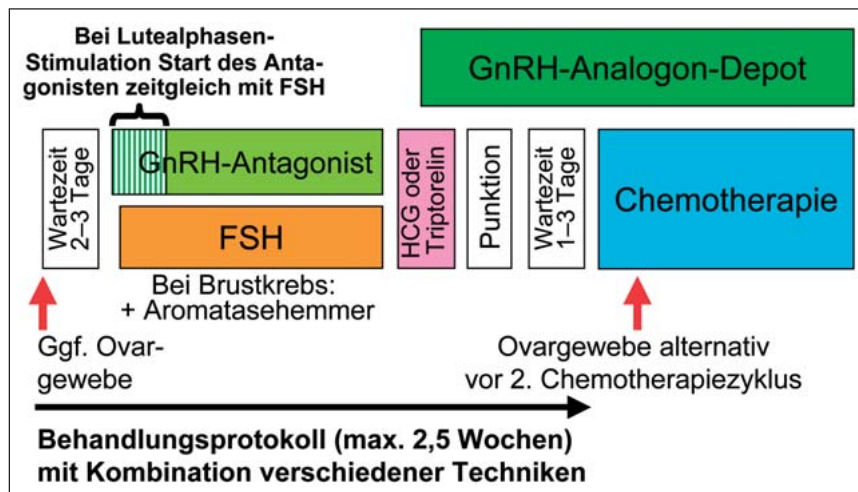 Bei Lutealphasen-
Stimulation Start des Anta-
gonisten zeitgleich mit FSH
GnRH-Analogon-Depot
Wartezeit
2–3 Tage
GnRH-Antagonist
FSH
Bei Brustkrebs:
+ Aromatasehemmer
HCG oder
Triptorelin
Punktion
Wartezeit
1–3 Tage
Chemotherapie
Ggf. Ovar-
gewebe
Ovargewebe alternativ
vor 2. Chemotherapiezyklus
Behandlungsprotokoll (max. 2,5 Wochen)
mit Kombination verschiedener Techniken